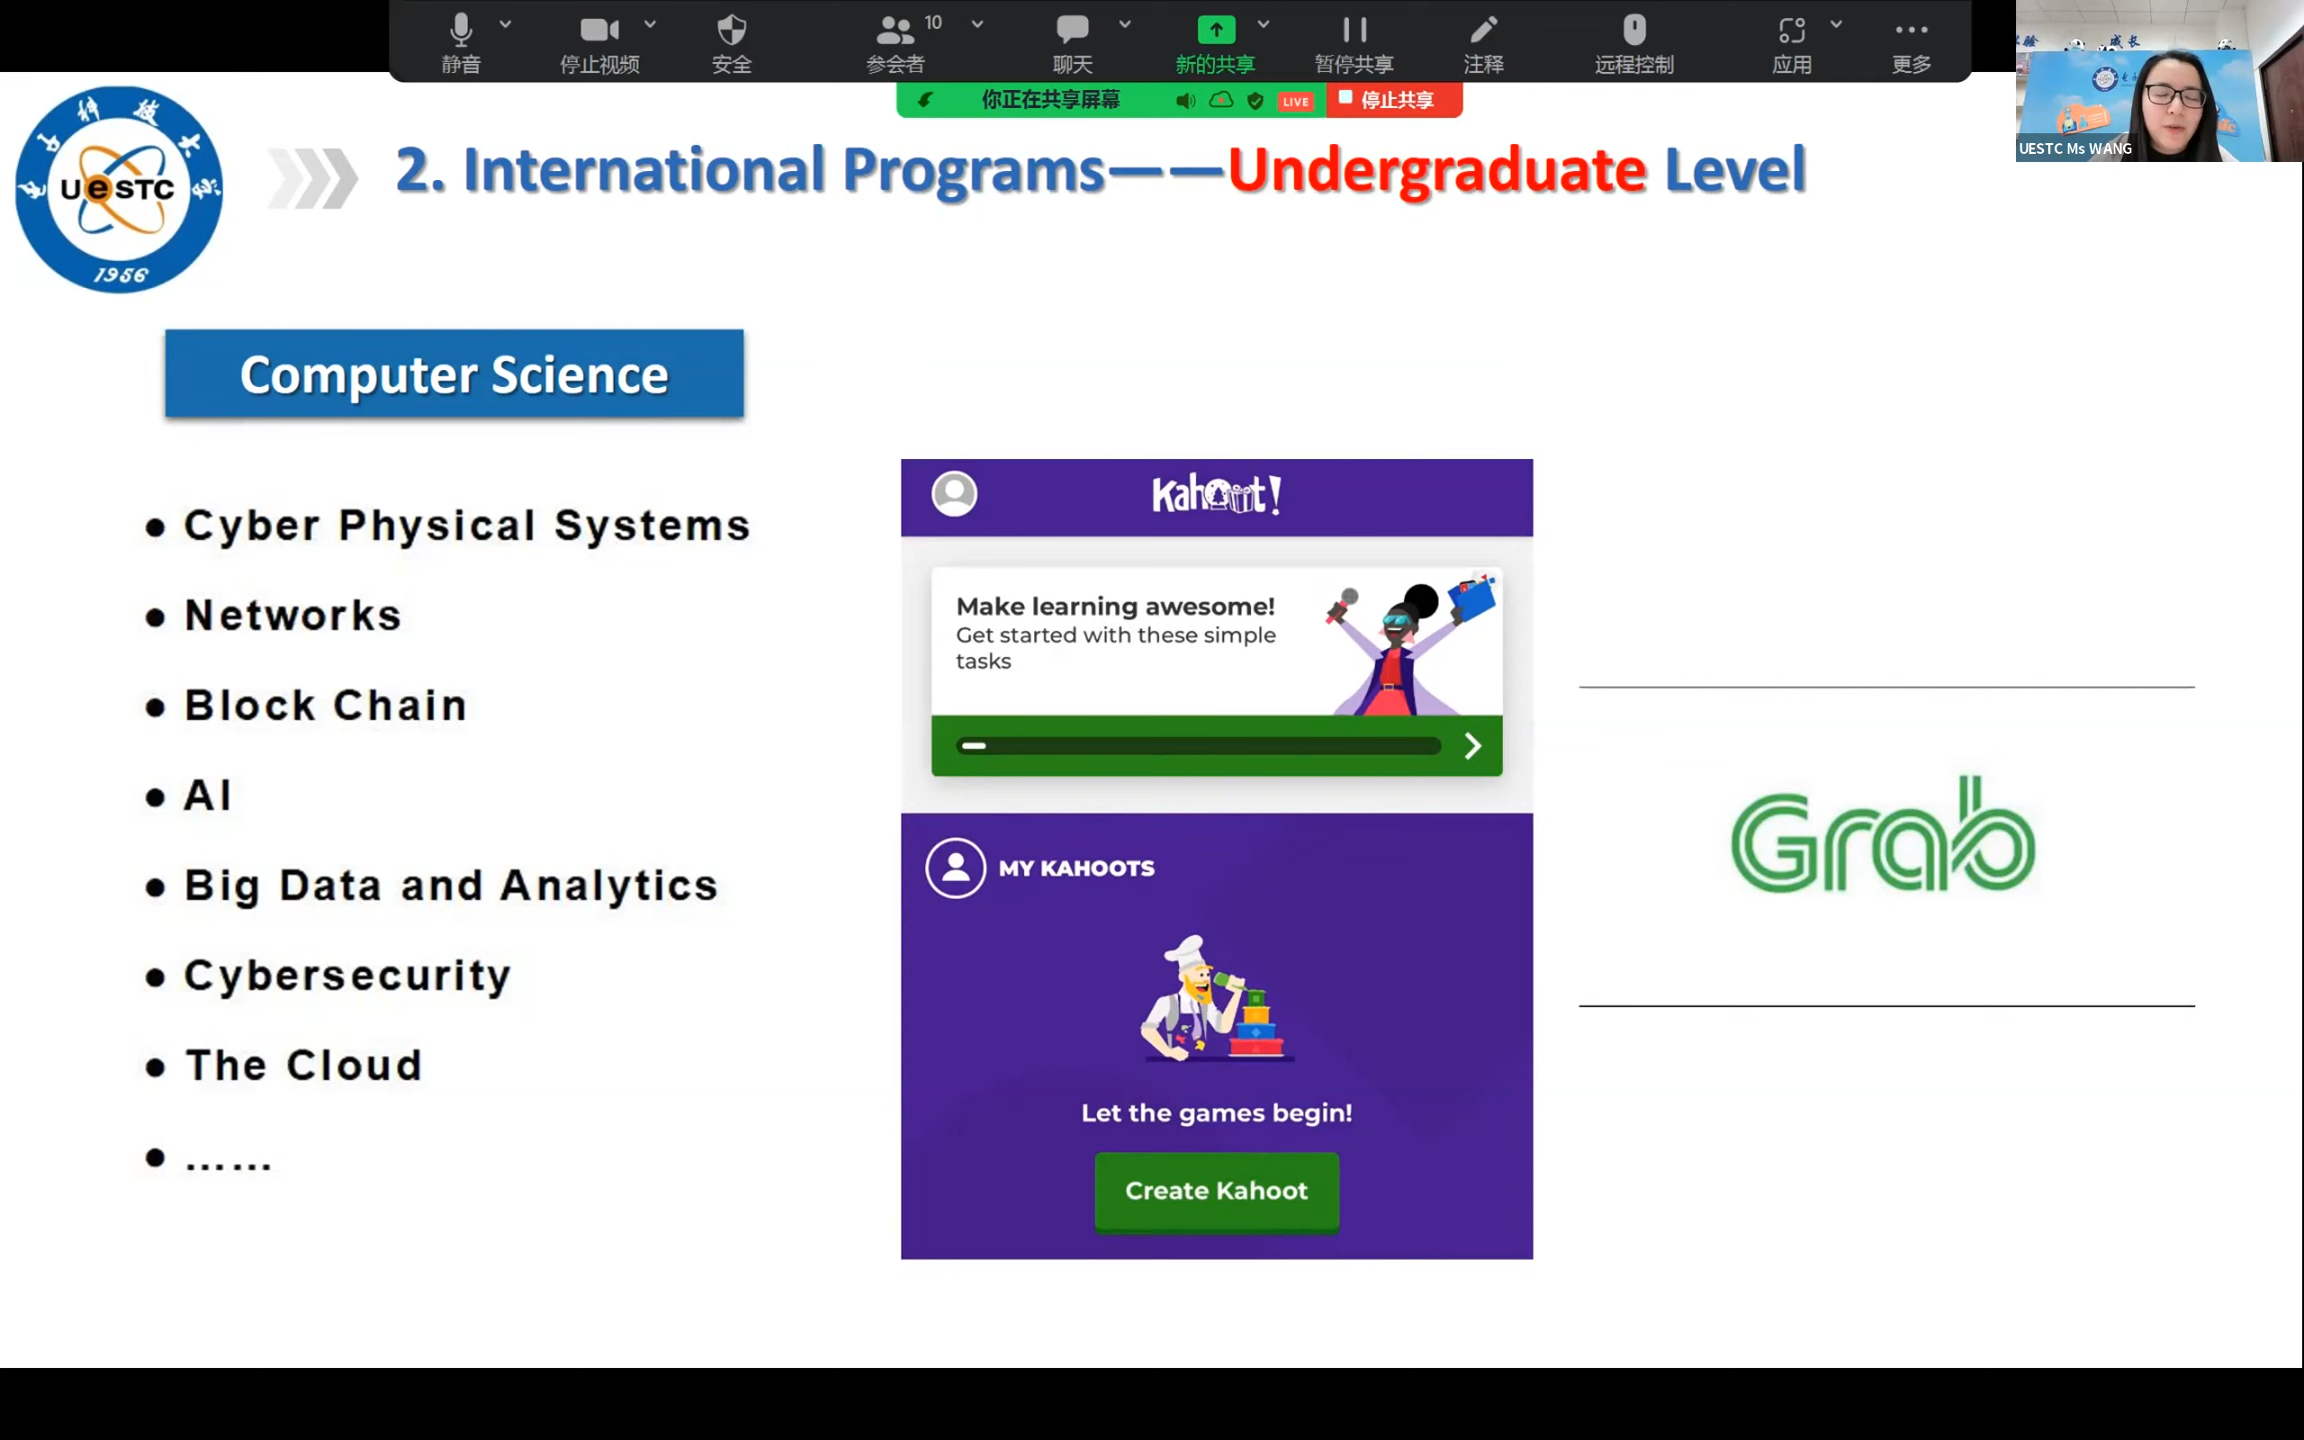 静音
停止视频
安全
参会者
10
聊天
新的共享
暂停共享
注释
远程控制
应用
更多
你正在共享屏幕
LIVE
停止共享
成长
UESTC Ms WANG
UESTC
1956
2. International Programs——Undergraduate Level
Computer Science
● Cyber Physical Systems
● Networks
● Block Chain
● AI
● Big Data and Analytics
● Cybersecurity
● The Cloud
● ……
Kahoot!
Make learning awesome!
Get started with these simple
tasks
MY KAHOOTS
Let the games begin!
Create Kahoot
Grab